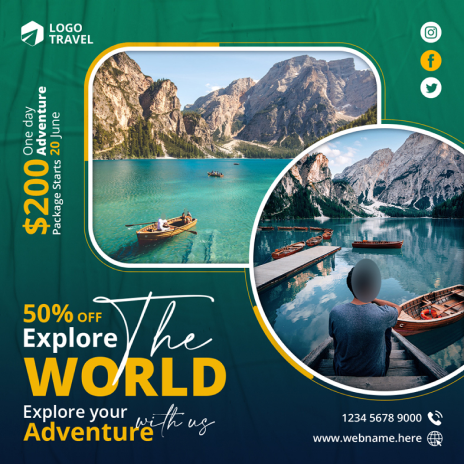 LOGO
TRAVEL
$200
One day
Adventure
Package Starts 20 June
50% OFF
Explore The
WORLD
Explore your
Adventure with us
1234 5678 9000
www.webname.here